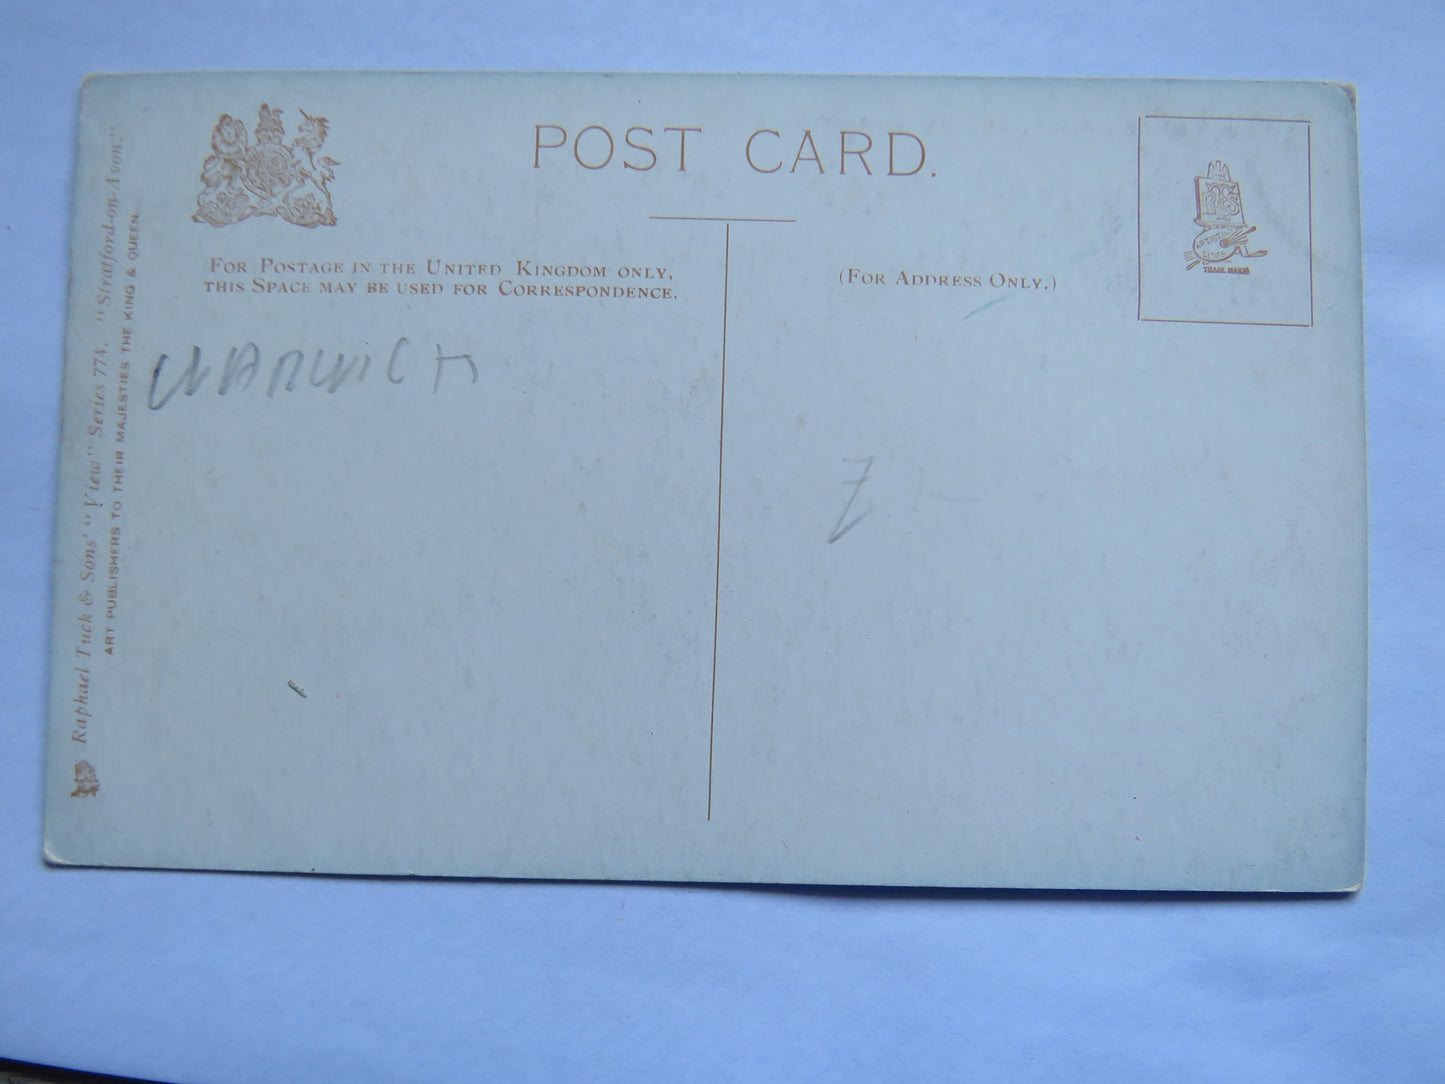 POST CARD.
FOR POSTAGE IN THE UNITED KINGDOM ONLY,
THIS SPACE MAY BE USED FOR CORRESPONDENCE.
(FOR ADDRESS ONLY.)
WARWICK
Raphael Tuck & Sons' "View" Series 774. "Stratford-on-Avon."
ART PUBLISHERS TO THEIR MAJESTIES THE KING & QUEEN.
TRADE MARK